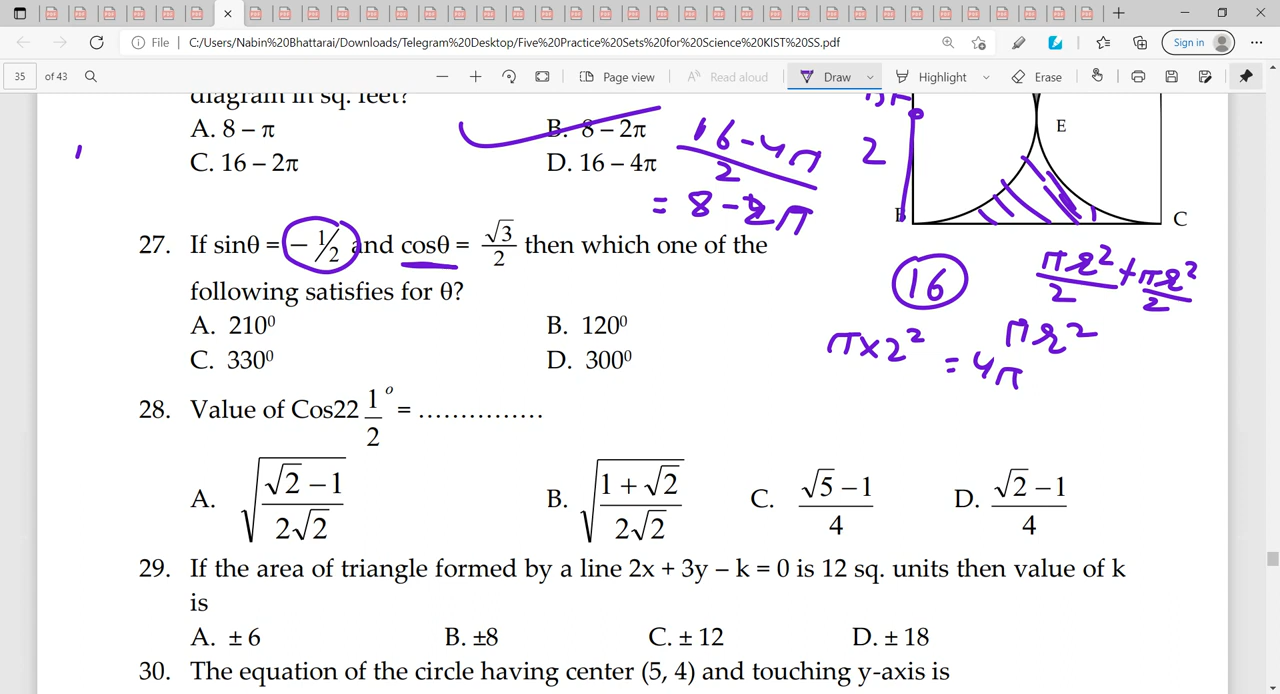 File C:/Users/Nabin%20Bhattarai/Downloads/Telegram%20Desktop/Five%20Practice%20Sets%20for%20Science%20KIST%20SS.pdf Sign in
35 of 43 Page view Read aloud Draw Highlight Erase
diagram in sq. feet?
A. 8 – π B. 8 – 2π
C. 16 – 2π D. 16 – 4π
16 - 4π / 2
= 8 - 2π
2
E
B C
27. If sinθ = – 1/2 and cosθ = √3/2 then which one of the
following satisfies for θ?
A. 210⁰ B. 120⁰
C. 330⁰ D. 300⁰
16
πr²/2 + πr²/2
πr²
π×2² = 4π
28. Value of Cos22 1/2° = ……………
A. √((√2 – 1)/(2√2)) B. √((1 + √2)/(2√2)) C. (√5 – 1)/4 D. (√2 – 1)/4
29. If the area of triangle formed by a line 2x + 3y – k = 0 is 12 sq. units then value of k
is
A. ± 6 B. ±8 C. ± 12 D. ± 18
30. The equation of the circle having center (5, 4) and touching y-axis is